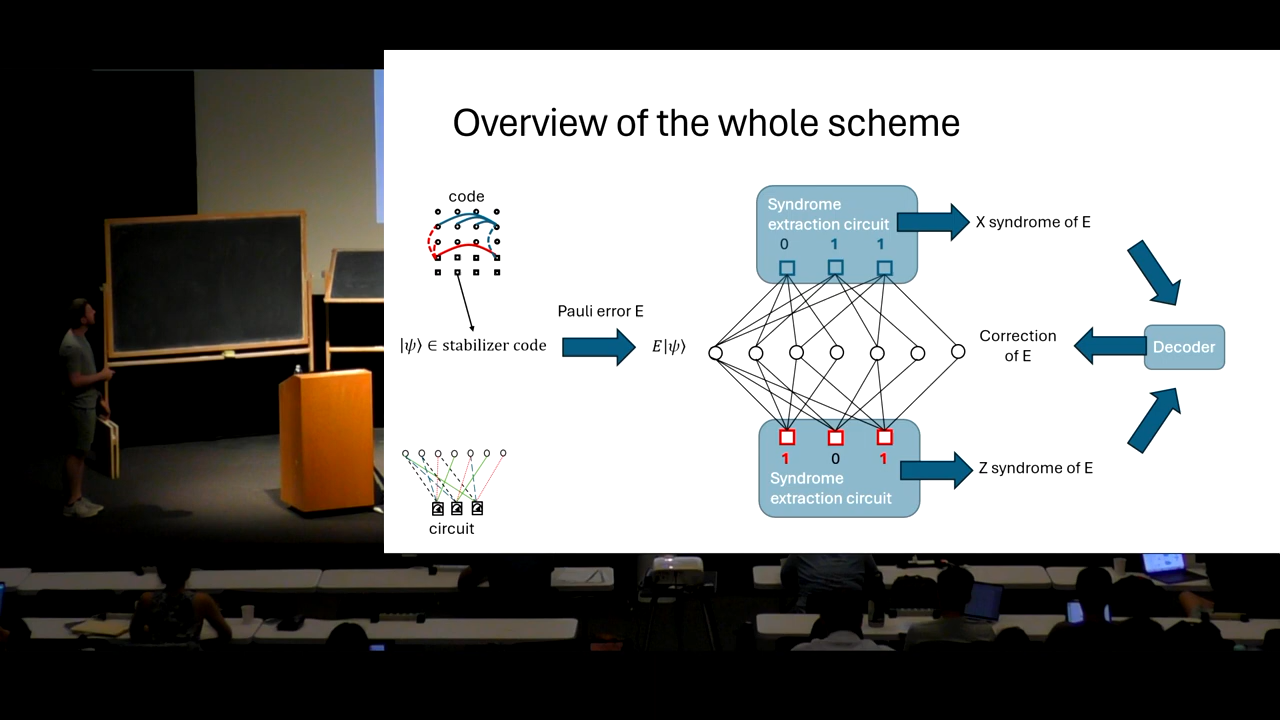 Overview of the whole scheme
code
|ψ⟩ ∈ stabilizer code
Pauli error E
E|ψ⟩
circuit
Syndrome
extraction circuit
0 1 1
X syndrome of E
1 0 1
Syndrome
extraction circuit
Z syndrome of E
Correction
of E
Decoder